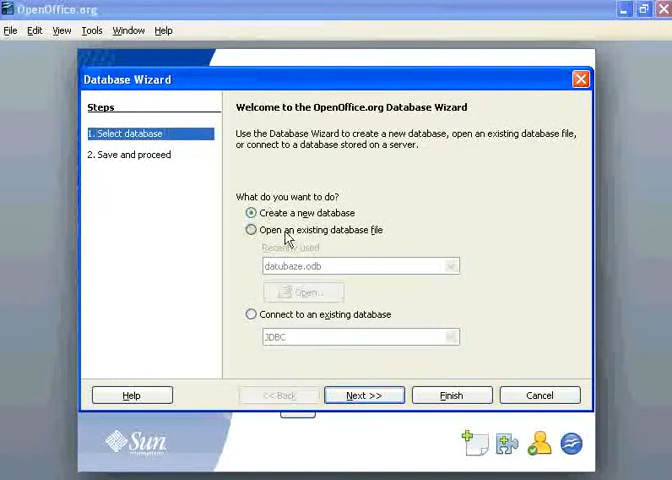 OpenOffice.org
File Edit View Tools Window Help
Database Wizard
Steps
1. Select database
2. Save and proceed
Welcome to the OpenOffice.org Database Wizard
Use the Database Wizard to create a new database, open an existing database file,
or connect to a database stored on a server.
What do you want to do?
Create a new database
Open an existing database file
Recently used
datubaze.odb
Open...
Connect to an existing database
JDBC
Help
<< Back
Next >>
Finish
Cancel
Sun